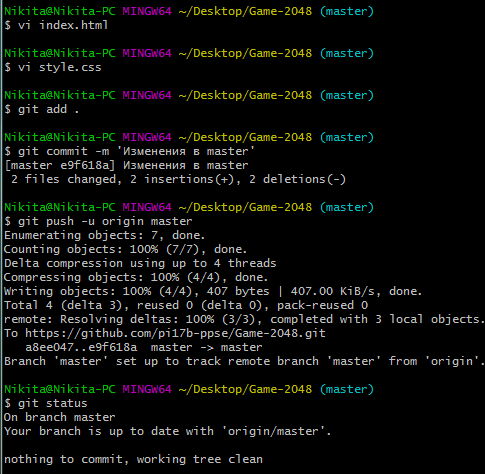 Nikita@Nikita-PC MINGW64 ~/Desktop/Game-2048 (master)
$ vi index.html
Nikita@Nikita-PC MINGW64 ~/Desktop/Game-2048 (master)
$ vi style.css
Nikita@Nikita-PC MINGW64 ~/Desktop/Game-2048 (master)
$ git add .
Nikita@Nikita-PC MINGW64 ~/Desktop/Game-2048 (master)
$ git commit -m 'Изменения в master'
[master e9f618a] Изменения в master
 2 files changed, 2 insertions(+), 2 deletions(-)
Nikita@Nikita-PC MINGW64 ~/Desktop/Game-2048 (master)
$ git push -u origin master
Enumerating objects: 7, done.
Counting objects: 100% (7/7), done.
Delta compression using up to 4 threads
Compressing objects: 100% (4/4), done.
Writing objects: 100% (4/4), 407 bytes | 407.00 KiB/s, done.
Total 4 (delta 3), reused 0 (delta 0), pack-reused 0
remote: Resolving deltas: 100% (3/3), completed with 3 local objects.
To https://github.com/pi17b-ppse/Game-2048.git
   a8ee047..e9f618a  master -> master
Branch 'master' set up to track remote branch 'master' from 'origin'.
Nikita@Nikita-PC MINGW64 ~/Desktop/Game-2048 (master)
$ git status
On branch master
Your branch is up to date with 'origin/master'.
nothing to commit, working tree clean